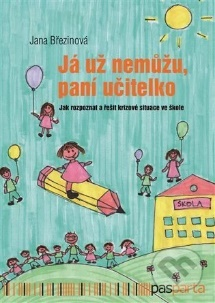 Jana Březinová
Já už nemůžu,
paní učitelko
Jak rozpoznat a řešit krizové situace ve škole
ŠKOLA
pasparta